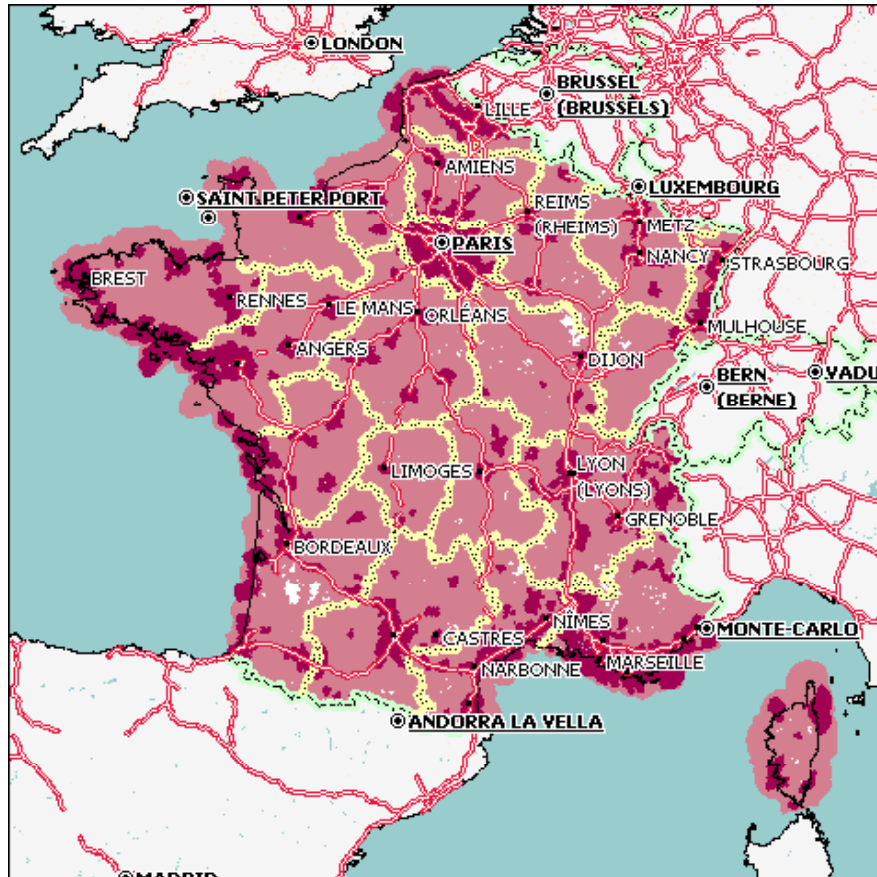 LONDON
BRUSSEL
(BRUSSELS)
LILLE
AMIENS
LUXEMBOURG
SAINT PETER PORT
REIMS
(RHEIMS)
METZ
PARIS
NANCY
STRASBOURG
BREST
RENNES
LE MANS
ORLÉANS
MULHOUSE
ANGERS
DIJON
BERN
(BERNE)
VADU
LIMOGES
LYON
(LYONS)
GRENOBLE
BORDEAUX
NÎMES
MONTE-CARLO
CASTRES
MARSEILLE
NARBONNE
ANDORRA LA VELLA
MADRID